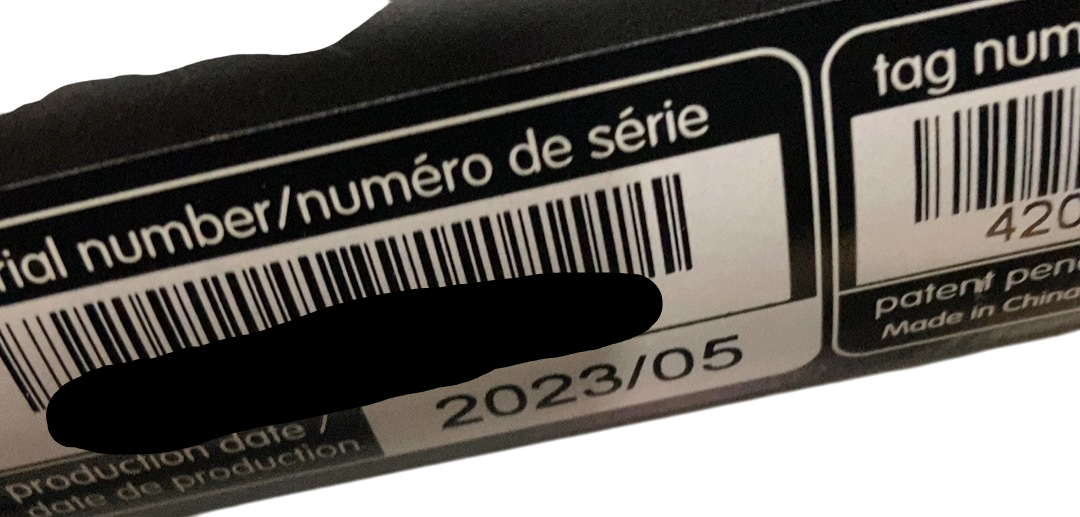 rial number/numéro de série
production date / 2023/05
date de production
tag num
420
patent pen
Made in China